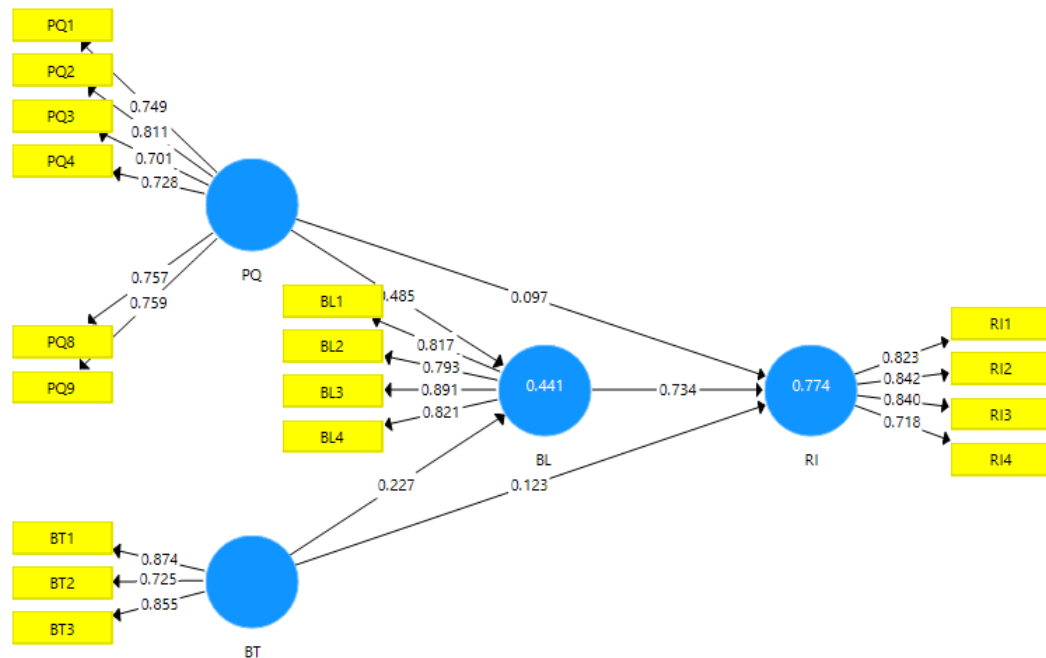 PQ1
PQ2
PQ3
PQ4
0.749
0.811
0.701
0.728
PQ
0.757
0.759
PQ8
PQ9
0.485
0.097
BL1
BL2
BL3
BL4
0.817
0.793
0.891
0.821
0.441
BL
0.734
0.774
RI
0.823
0.842
0.840
0.718
RI1
RI2
RI3
RI4
0.227
0.123
BT1
BT2
BT3
0.874
0.725
0.855
BT